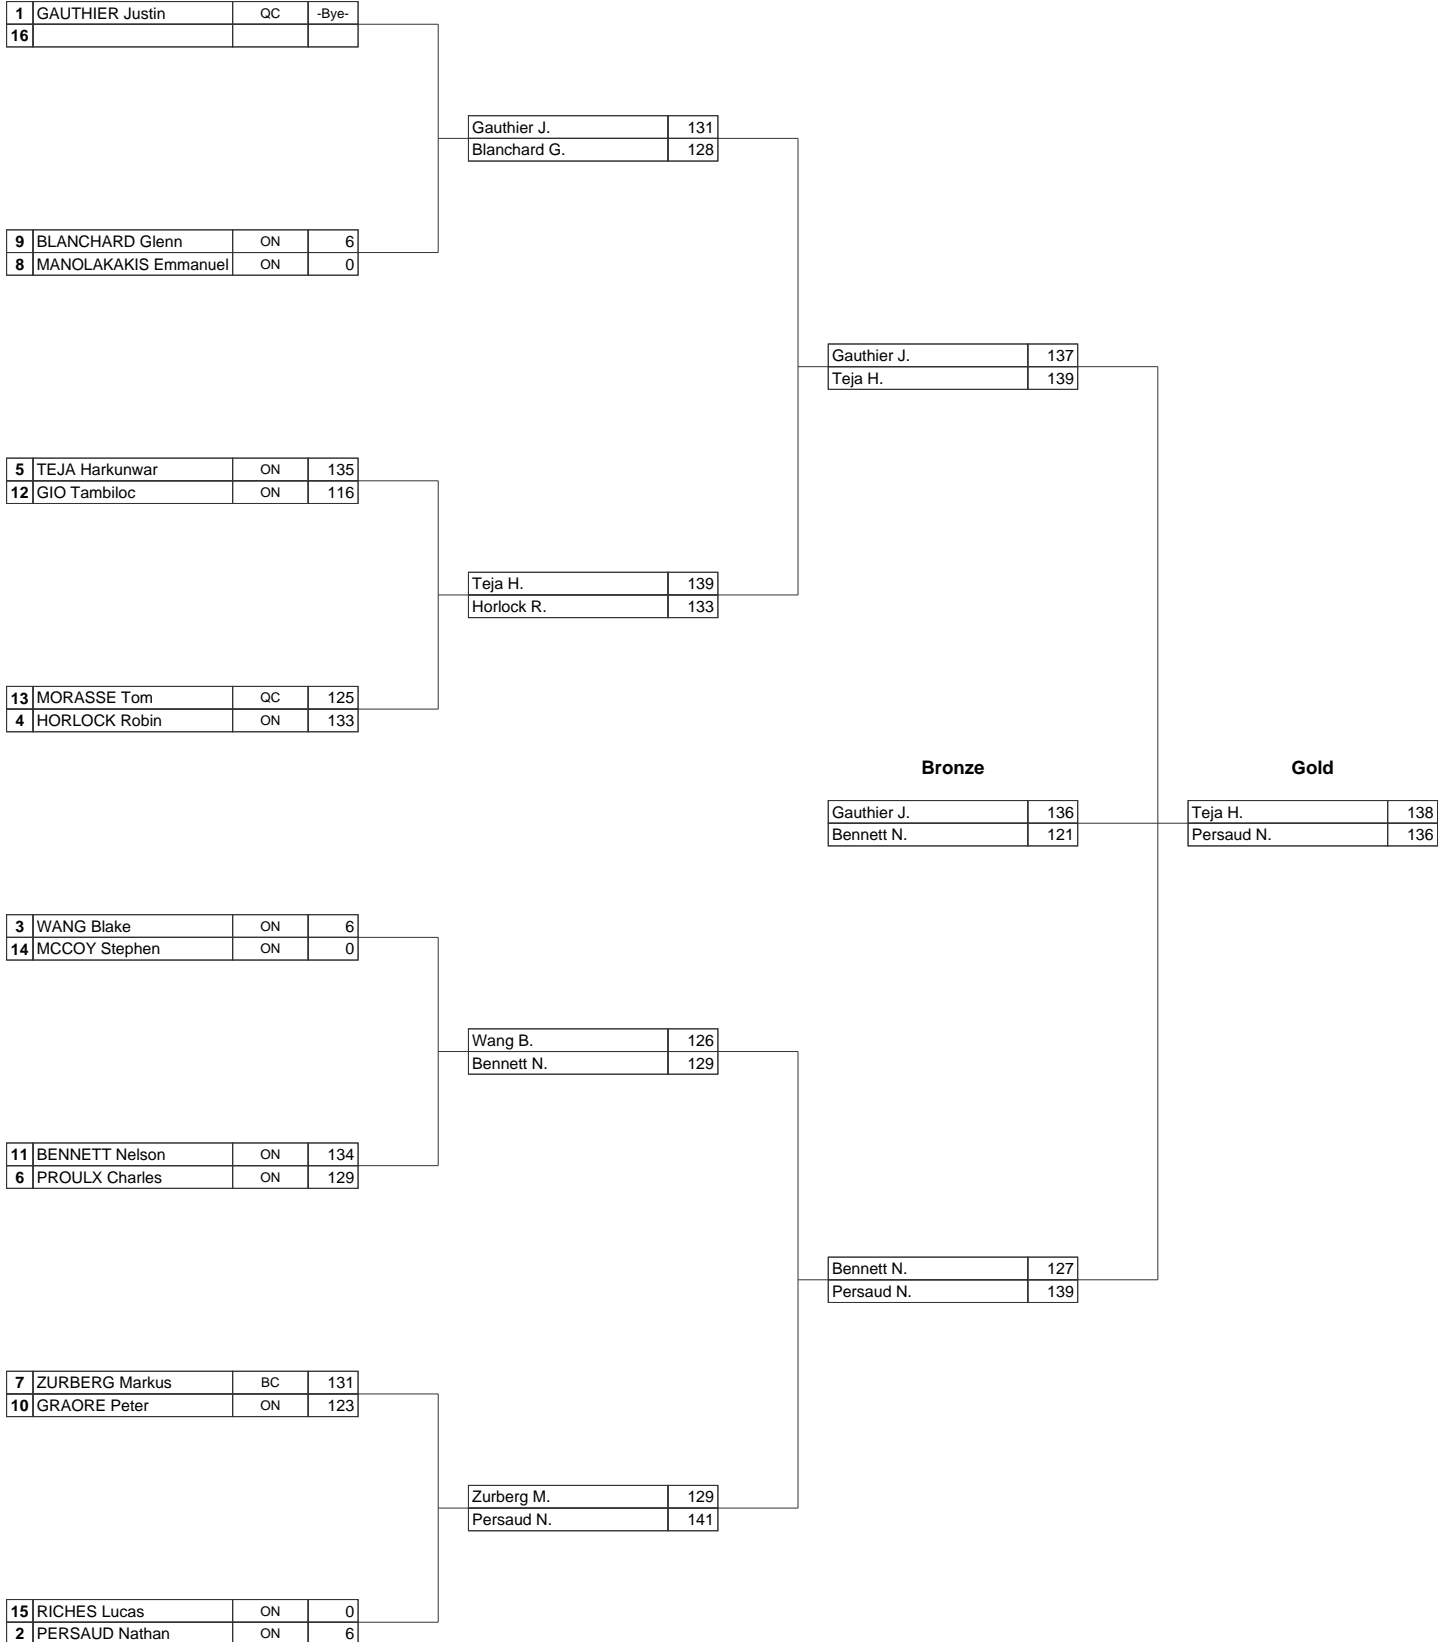 1 GAUTHIER Justin QC -Bye-
16
Gauthier J. 131
Blanchard G. 128
9 BLANCHARD Glenn ON 6
8 MANOLAKAKIS Emmanuel ON 0
Gauthier J. 137
Teja H. 139
5 TEJA Harkunwar ON 135
12 GIO Tambiloc ON 116
Teja H. 139
Horlock R. 133
13 MORASSE Tom QC 125
4 HORLOCK Robin ON 133
Bronze Gold
Gauthier J. 136 Teja H. 138
Bennett N. 121 Persaud N. 136
3 WANG Blake ON 6
14 MCCOY Stephen ON 0
Wang B. 126
Bennett N. 129
11 BENNETT Nelson ON 134
6 PROULX Charles ON 129
Bennett N. 127
Persaud N. 139
7 ZURBERG Markus BC 131
10 GRAORE Peter ON 123
Zurberg M. 129
Persaud N. 141
15 RICHES Lucas ON 0
2 PERSAUD Nathan ON 6